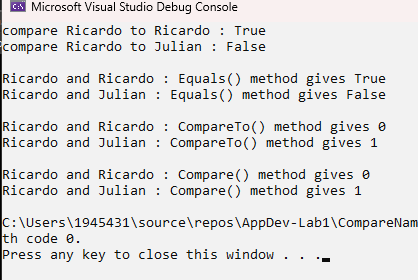 Microsoft Visual Studio Debug Console
compare Ricardo to Ricardo : True
compare Ricardo to Julian : False
Ricardo and Ricardo : Equals() method gives True
Ricardo and Julian : Equals() method gives False
Ricardo and Ricardo : CompareTo() method gives 0
Ricardo and Julian : CompareTo() method gives 1
Ricardo and Ricardo : Compare() gives 0
Ricardo and Julian : Compare() gives 1
C:\Users\1945431\source\repos\AppDev-Lab1\CompareNam
th code 0.
Press any key to close this window . . .